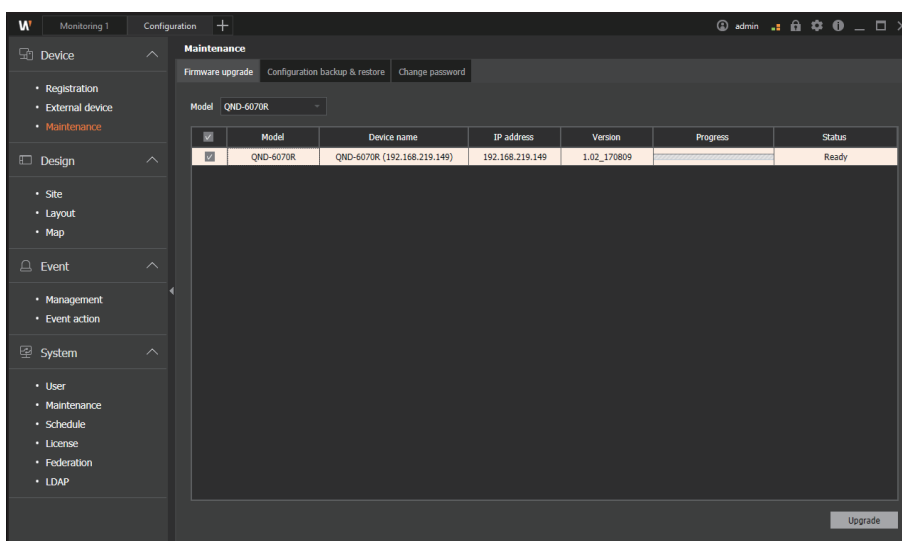 W Monitoring 1 Configuration + admin
Device
• Registration
• External device
• Maintenance
Design
• Site
• Layout
• Map
Event
• Management
• Event action
System
• User
• Maintenance
• Schedule
• License
• Federation
• LDAP
Maintenance
Firmware upgrade Configuration backup & restore Change password
Model QND-6070R
Model Device name IP address Version Progress Status
QND-6070R QND-6070R (192.168.219.149) 192.168.219.149 1.02_170809 Ready
Upgrade